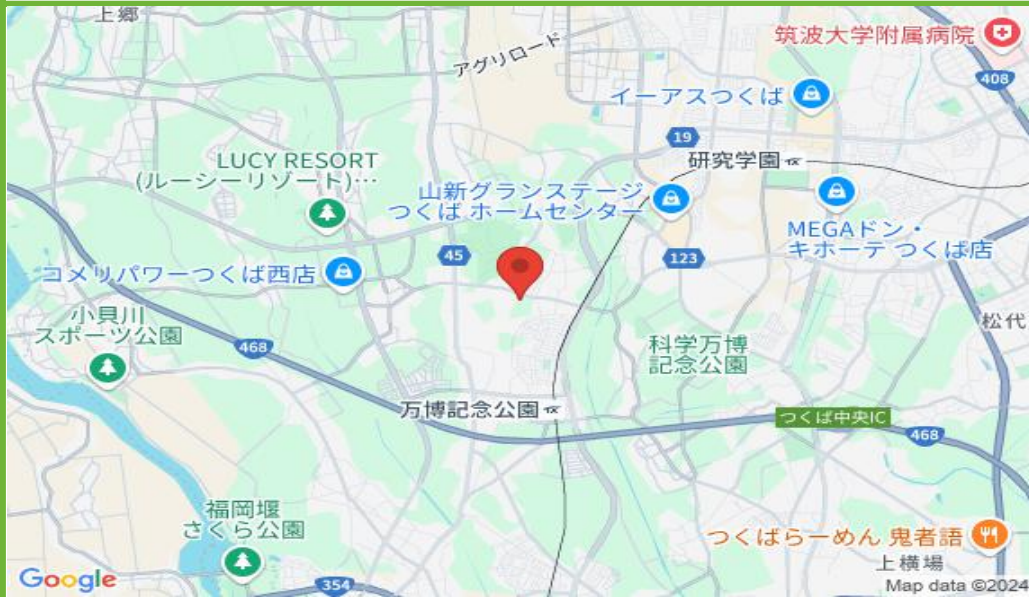 上郷
アグリロード
筑波大学附属病院
408
イーアスつくば
19
研究学園
LUCY RESORT
(ルーシーリゾート)…
山新グランステージ
つくば ホームセンター
MEGAドン・
キホーテ つくば店
45
123
コメリパワーつくば西店
小貝川
スポーツ公園
468
松代
科学万博
記念公園
万博記念公園
つくば中央IC
468
福岡堰
さくら公園
つくばらーめん 鬼者語
上横場
354
Google
Map data ©2024